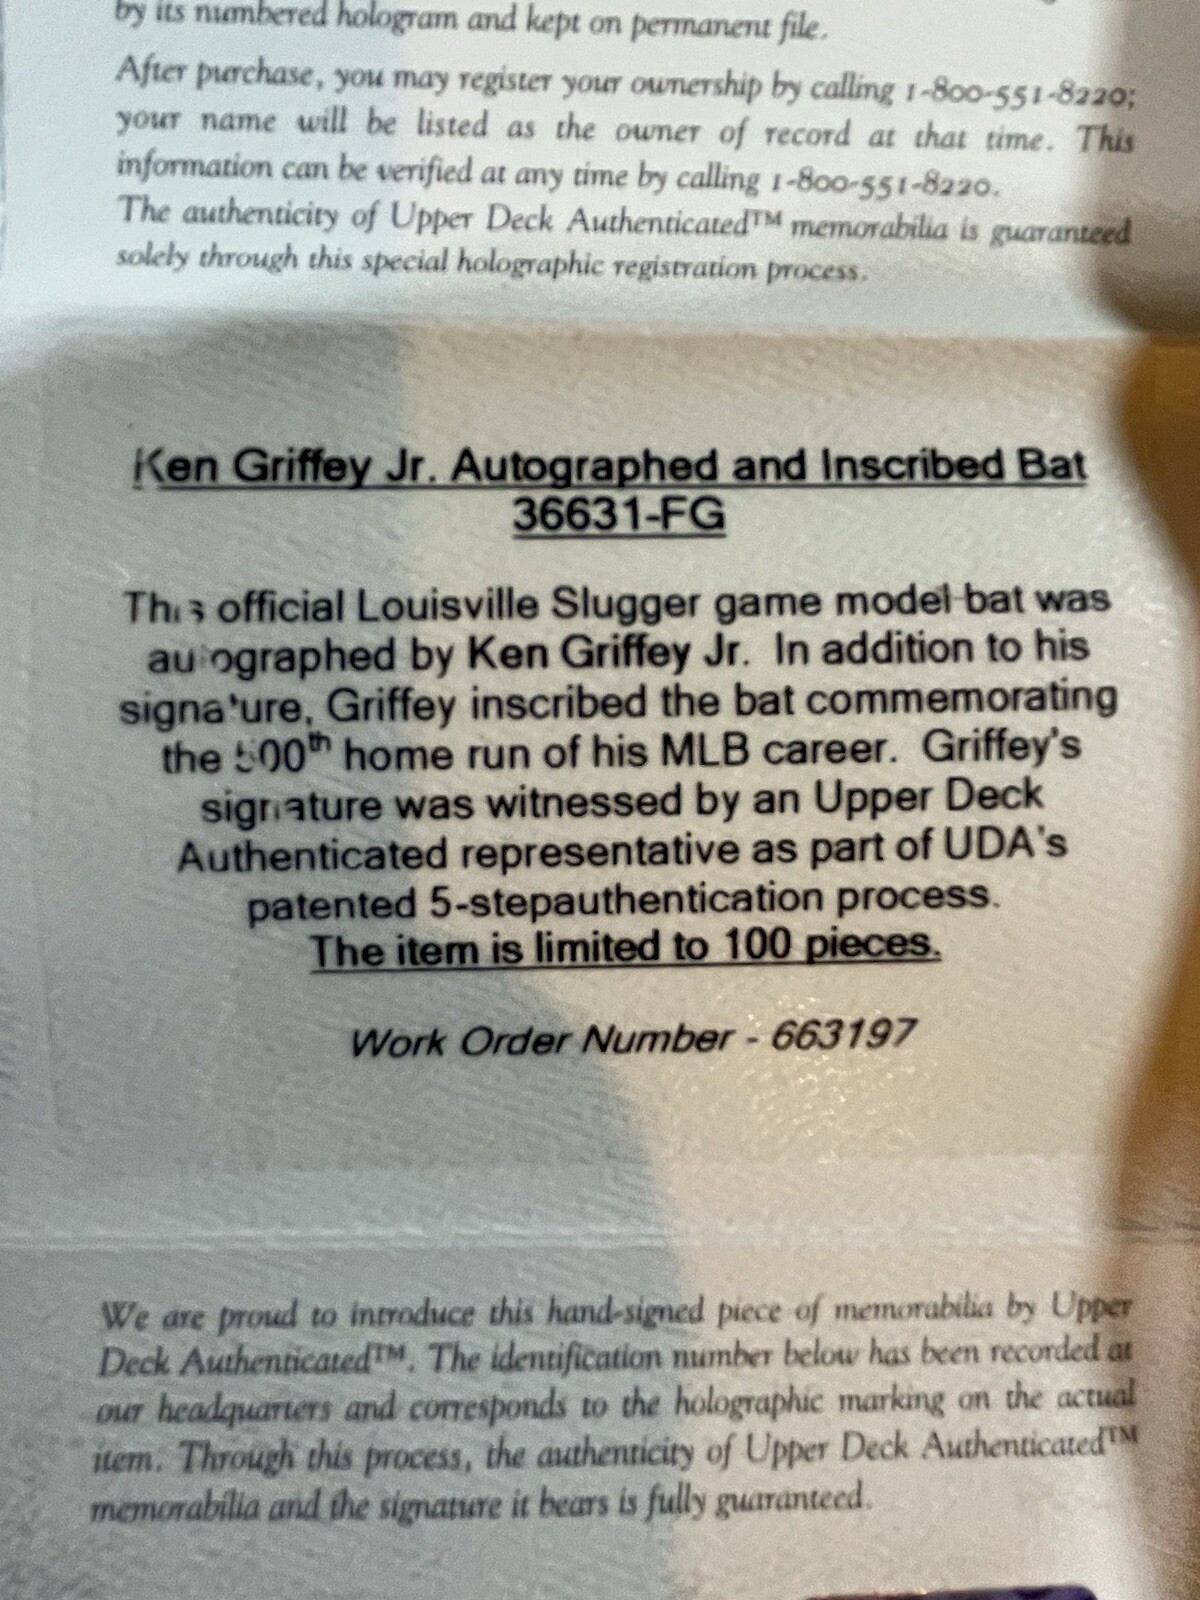 by its numbered hologram and kept on permanent file.
After purchase, you may register your ownership by calling 1-800-551-8220;
your name will be listed as the owner of record at that time. This
information can be verified at any time by calling 1-800-551-8220.
The authenticity of Upper Deck Authenticated™ memorabilia is guaranteed
solely through this special holographic registration process.
Ken Griffey Jr. Autographed and Inscribed Bat
36631-FG
This official Louisville Slugger game model bat was
autographed by Ken Griffey Jr. In addition to his
signature, Griffey inscribed the bat commemorating
the 500th home run of his MLB career. Griffey's
signature was witnessed by an Upper Deck
Authenticated representative as part of UDA's
patented 5-stepauthentication process.
The item is limited to 100 pieces.
Work Order Number - 663197
We are proud to introduce this hand-signed piece of memorabilia by Upper
Deck Authenticated™. The identification number below has been recorded at
our headquarters and corresponds to the holographic marking on the actual
item. Through this process, the authenticity of Upper Deck Authenticated™
memorabilia and the signature it bears is fully guaranteed.